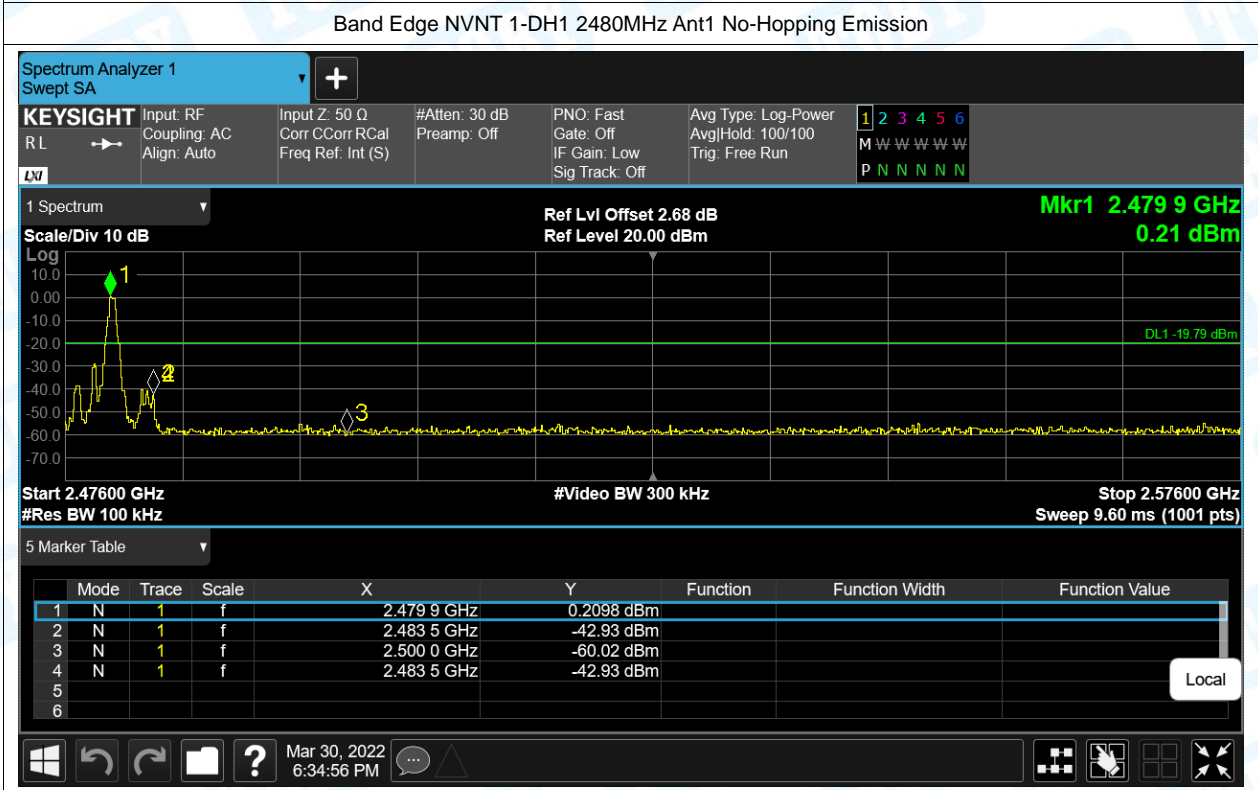 Band Edge NVNT 1-DH1 2480MHz Ant1 No-Hopping Emission
Spectrum Analyzer 1
Swept SA
+
KEYSIGHT
RL
LXI
Input: RF
Coupling: AC
Align: Auto
Input Z: 50 Ω
Corr CCorr RCal
Freq Ref: Int (S)
#Atten: 30 dB
Preamp: Off
PNO: Fast
Gate: Off
IF Gain: Low
Sig Track: Off
Avg Type: Log-Power
Avg|Hold: 100/100
Trig: Free Run
1 2 3 4 5 6
M W W W W W
P N N N N N
1 Spectrum
Scale/Div 10 dB
Ref Lvl Offset 2.68 dB
Ref Level 20.00 dBm
Mkr1 2.479 9 GHz
0.21 dBm
Log
10.0
0.00
-10.0
-20.0
-30.0
-40.0
-50.0
-60.0
-70.0
1
2
3
DL1 -19.79 dBm
Start 2.47600 GHz
#Video BW 300 kHz
Stop 2.57600 GHz
#Res BW 100 kHz
Sweep 9.60 ms (1001 pts)
5 Marker Table
Mode Trace Scale X Y Function Function Width Function Value
1 N 1 f 2.479 9 GHz 0.2098 dBm
2 N 1 f 2.483 5 GHz -42.93 dBm
3 N 1 f 2.500 0 GHz -60.02 dBm
4 N 1 f 2.483 5 GHz -42.93 dBm
5
6
Local
?
Mar 30, 2022
6:34:56 PM